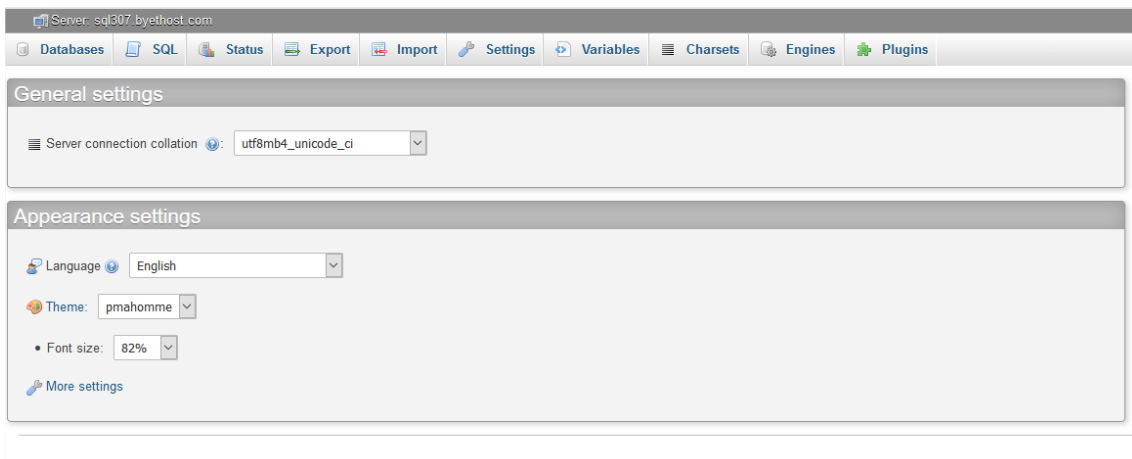 Server: sql307.byethost.com
Databases SQL Status Export Import Settings Variables Charsets Engines Plugins
General settings
Server connection collation : utf8mb4_unicode_ci
Appearance settings
Language English
Theme: pmahomme
• Font size: 82%
More settings